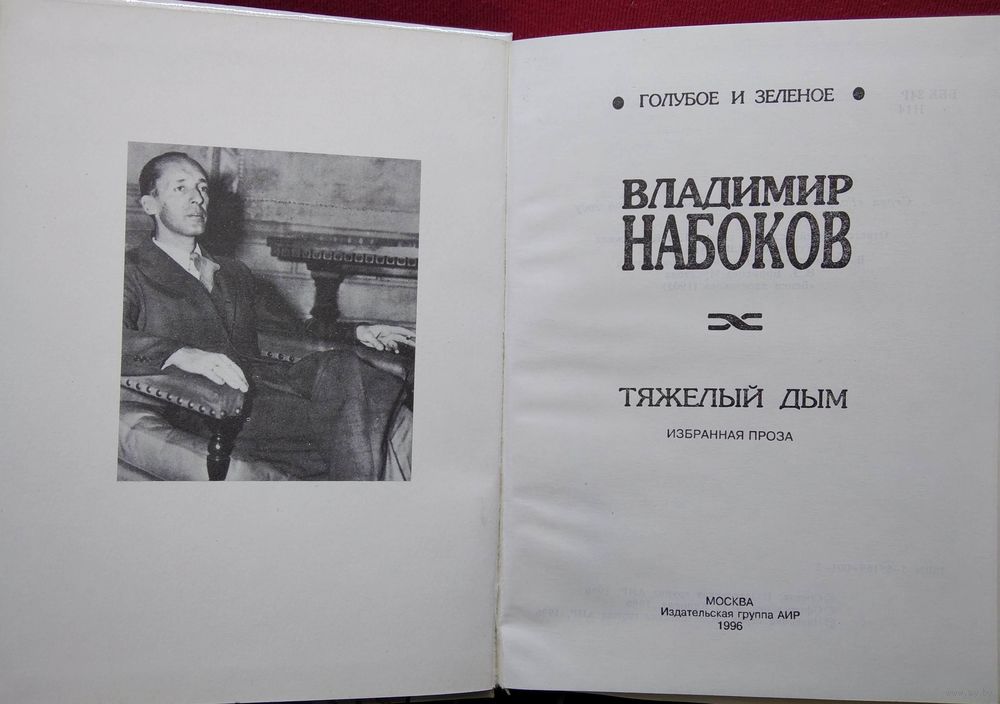 ГОЛУБОЕ И ЗЕЛЕНОЕ
ВЛАДИМИР
НАБОКОВ
ТЯЖЕЛЫЙ ДЫМ
ИЗБРАННАЯ ПРОЗА
МОСКВА
Издательская группа АИР
1996